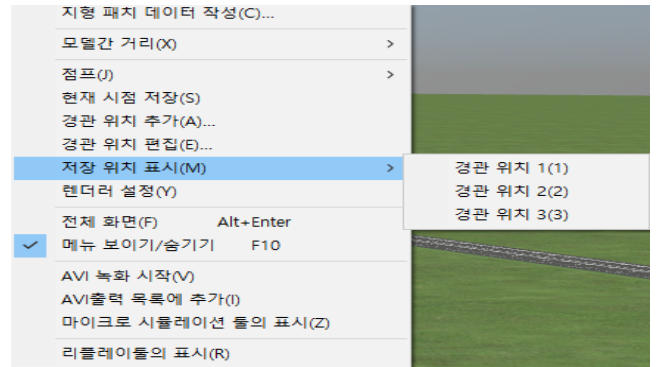 지형 패치 데이터 작성(C)...
모델간 거리(X) >
점프(J) >
현재 시점 저장(S)
경관 위치 추가(A)...
경관 위치 편집(E)...
저장 위치 표시(M) >
경관 위치 1(1)
경관 위치 2(2)
경관 위치 3(3)
렌더러 설정(Y)
전체 화면(F) Alt+Enter
메뉴 보이기/숨기기 F10
AVI 녹화 시작(V)
AVI출력 목록에 추가(I)
마이크로 시뮬레이션 툴의 표시(Z)
리플레이툴의 표시(R)